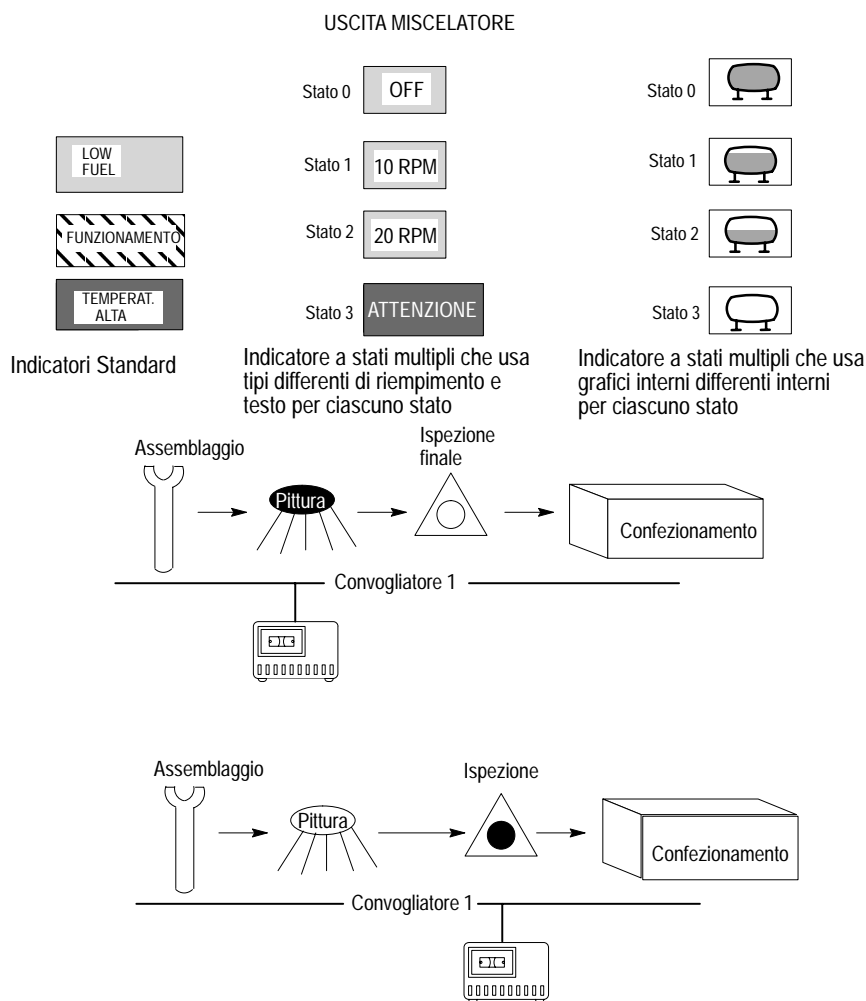 USCITA MISCELATORE
Stato 0
OFF
Stato 0
LOW
FUEL
Stato 1
10 RPM
Stato 1
FUNZIONAMENTO
Stato 2
20 RPM
Stato 2
TEMPERAT.
ALTA
Stato 3
ATTENZIONE
Stato 3
Indicatori Standard
Indicatore a stati multipli che usa
tipi differenti di riempimento e
testo per ciascuno stato
Indicatore a stati multipli che usa
grafici interni differenti interni
per ciascuno stato
Assemblaggio
Ispezione
finale
Pittura
Confezionamento
Convogliatore 1
Assemblaggio
Ispezione
Pittura
Confezionamento
Convogliatore 1